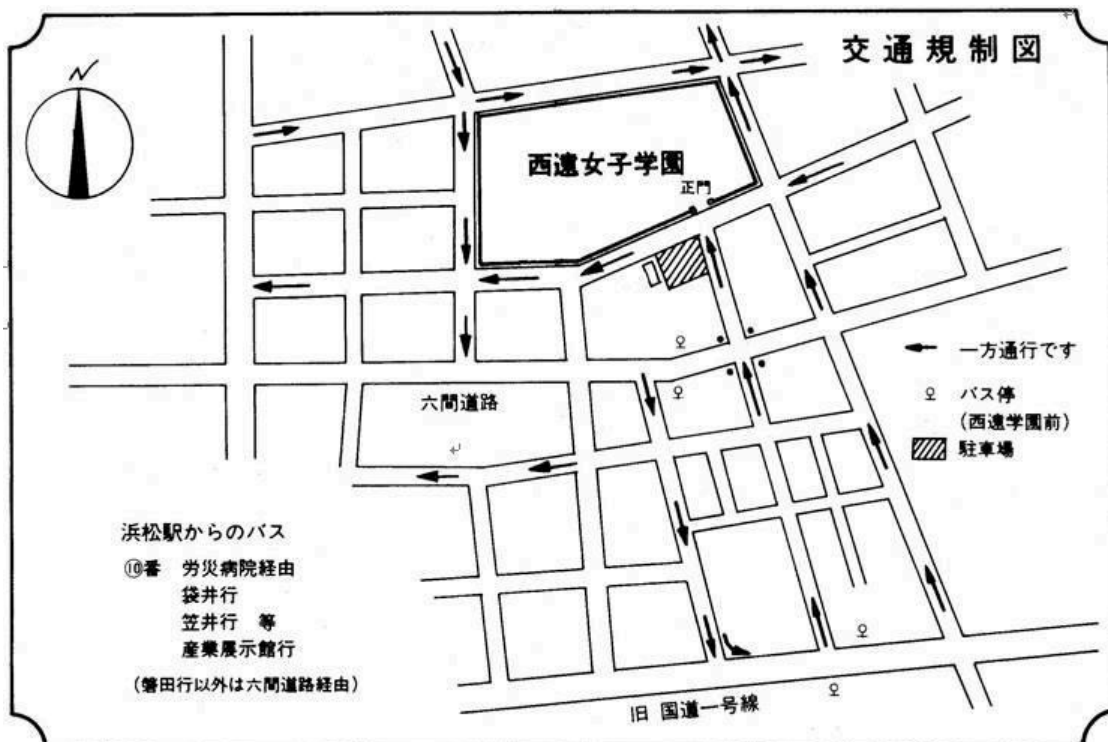 交通規制図
N
西遠女子学園
正門
一方通行です
バス停
(西遠学園前)
駐車場
六間道路
浜松駅からのバス
⑩番 労災病院経由
袋井行
笠井行 等
産業展示館行
(磐田行以外は六間道路経由)
旧 国道一号線